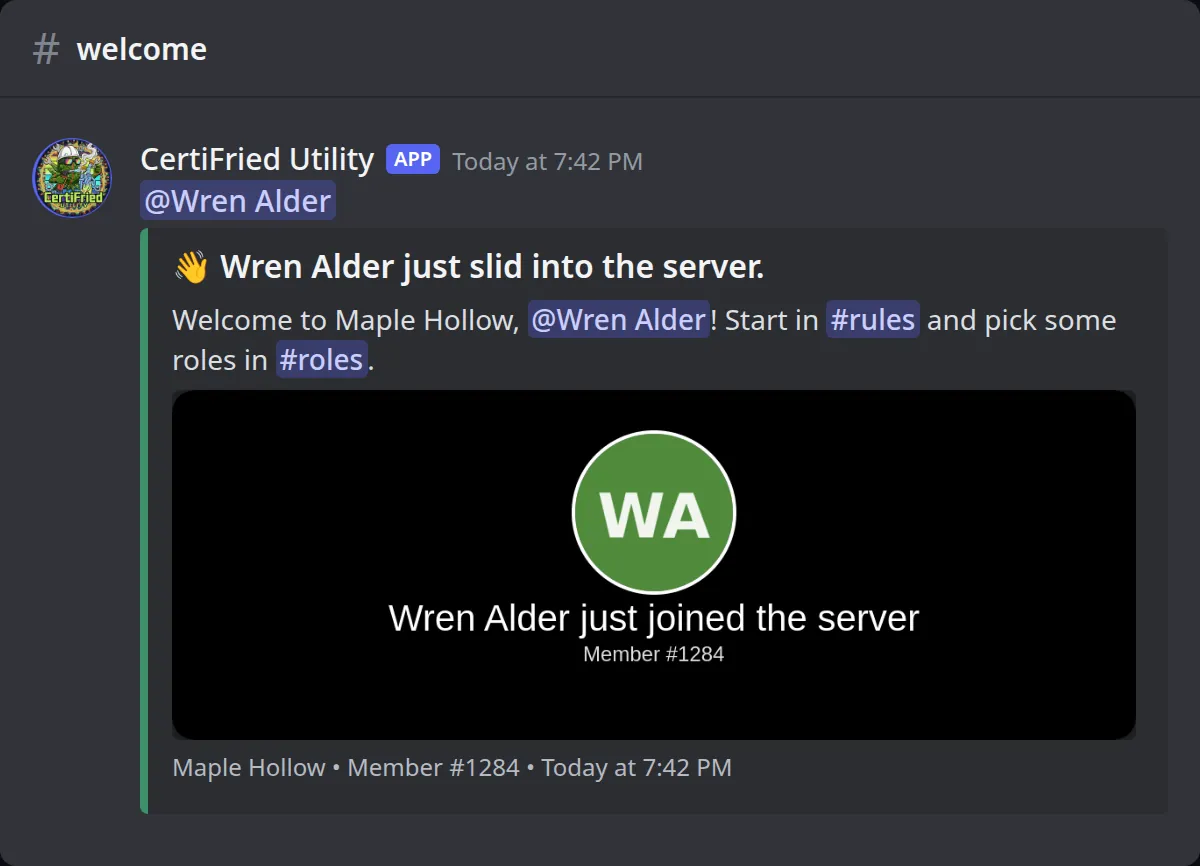 # welcome
CertiFried Utility APP Today at 7:42 PM
CertiFried
@Wren Alder
👋 Wren Alder just slid into the server.
Welcome to Maple Hollow, @Wren Alder! Start in #rules and pick some
roles in #roles.
WA
Wren Alder just joined the server
Member #1284
Maple Hollow • Member #1284 • Today at 7:42 PM